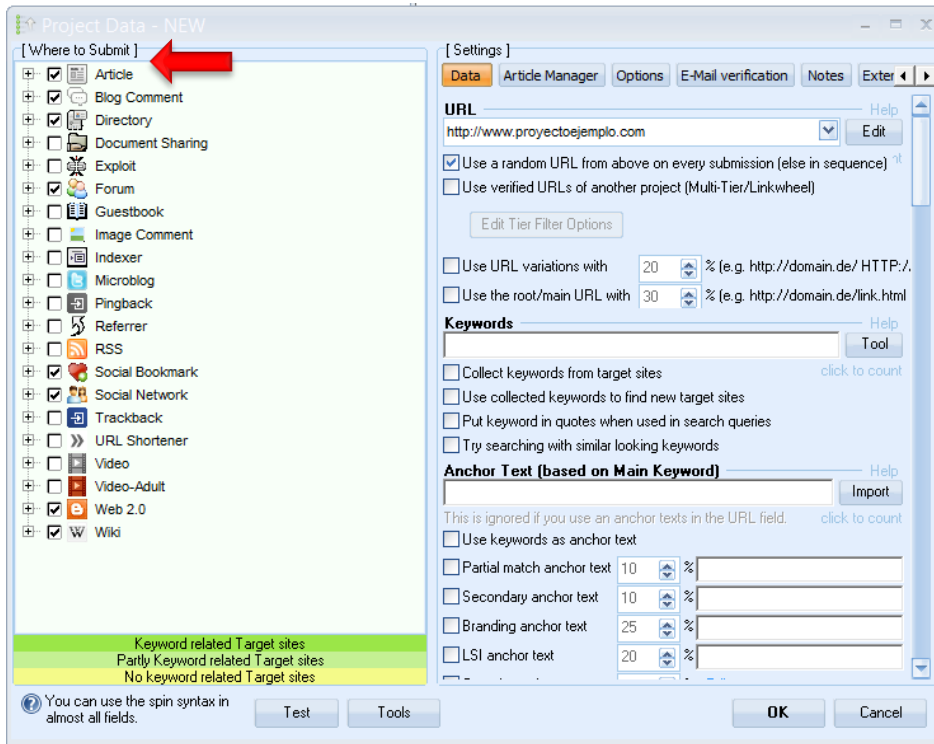 Project Data - NEW
[ Where to Submit ]
Article
Blog Comment
Directory
Document Sharing
Exploit
Forum
Guestbook
Image Comment
Indexer
Microblog
Pingback
Referrer
RSS
Social Bookmark
Social Network
Trackback
URL Shortener
Video
Video-Adult
Web 2.0
Wiki
Keyword related Target sites
Partly Keyword related Target sites
No keyword related Target sites
[ Settings ]
Data Article Manager Options E-Mail verification Notes Exter
URL Help
http://www.proyectoejemplo.com Edit
Use a random URL from above on every submission (else in sequence)
Use verified URLs of another project (Multi-Tier/Linkwheel)
Edit Tier Filter Options
Use URL variations with 20 % (e.g. http://domain.de/ HTTP:/.
Use the root/main URL with 30 % (e.g. http://domain.de/link.html
Keywords Help
Tool
Collect keywords from target sites click to count
Use collected keywords to find new target sites
Put keyword in quotes when used in search queries
Try searching with similar looking keywords
Anchor Text (based on Main Keyword) Help
Import
This is ignored if you use an anchor texts in the URL field. click to count
Use keywords as anchor text
Partial match anchor text 10 %
Secondary anchor text 10 %
Branding anchor text 25 %
LSI anchor text 20 %
You can use the spin syntax in
almost all fields.
Test Tools OK Cancel